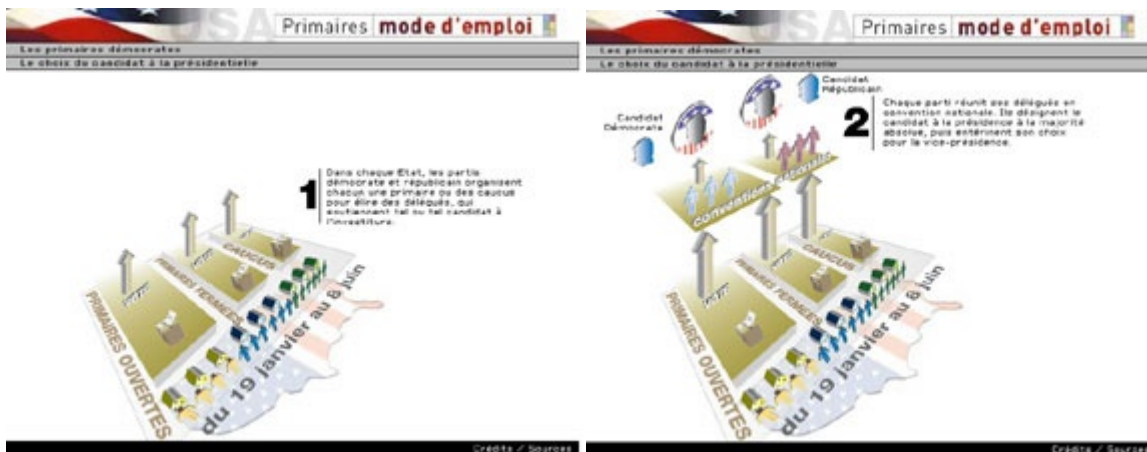 USA
Primaires mode d'emploi
Les primaires démocrates
Le choix du candidat à la présidentielle
1
Dans chaque Etat, les partis
démocrate et républicain organisent
chacun une primaire ou des caucus
pour élire des délégués, qui
soutiennent tel ou tel candidat à
l'investiture.
CAUCUS
PRIMAIRES FERMEES
PRIMAIRES OUVERTES
du 19 janvier au 8 juin
Crédits / Sources
USA
Primaires mode d'emploi
Les primaires démocrates
Le choix du candidat à la présidentielle
Candidat
Républicain
Candidat
Démocrate
2
Chaque parti réunit ses délégués en
convention nationale. Ils désignent le
candidat à la présidence à la majorité
absolue, puis entérinent son choix
pour la vice-présidence.
conventions nationales
CAUCUS
PRIMAIRES FERMEES
PRIMAIRES OUVERTES
du 19 janvier au 8 juin
Crédits / Sources